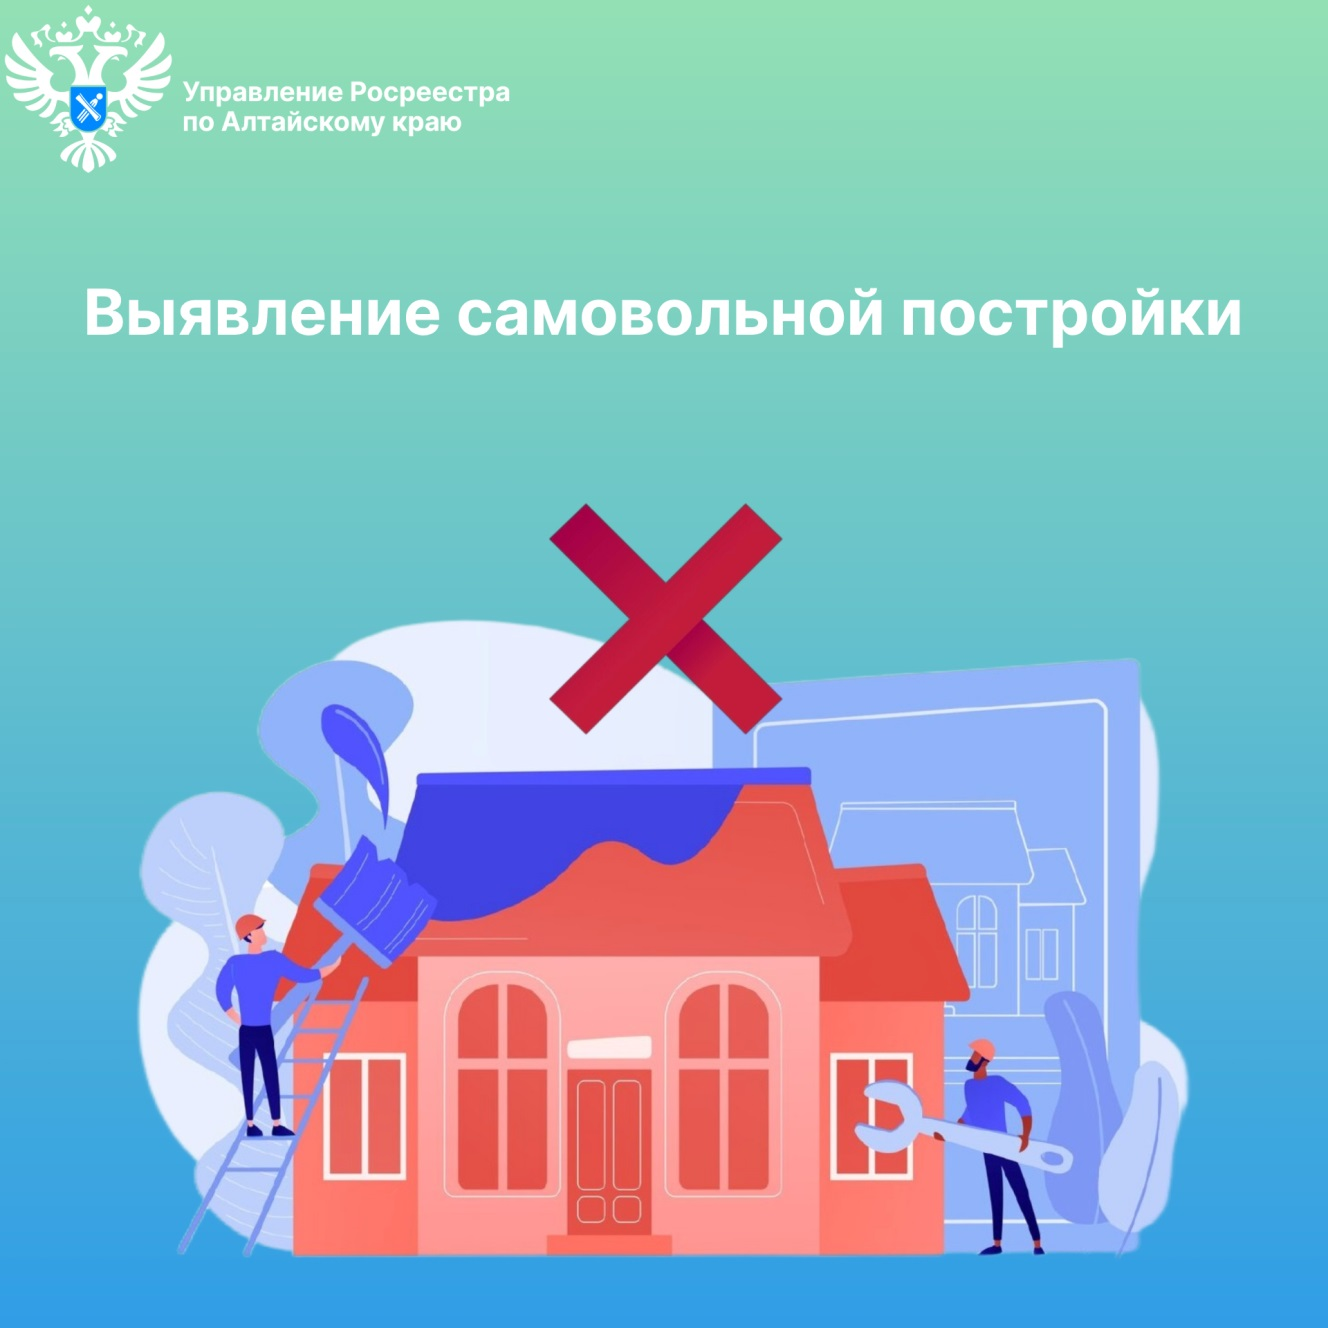 Управление Росреестра
по Алтайскому краю
Выявление самовольной постройки